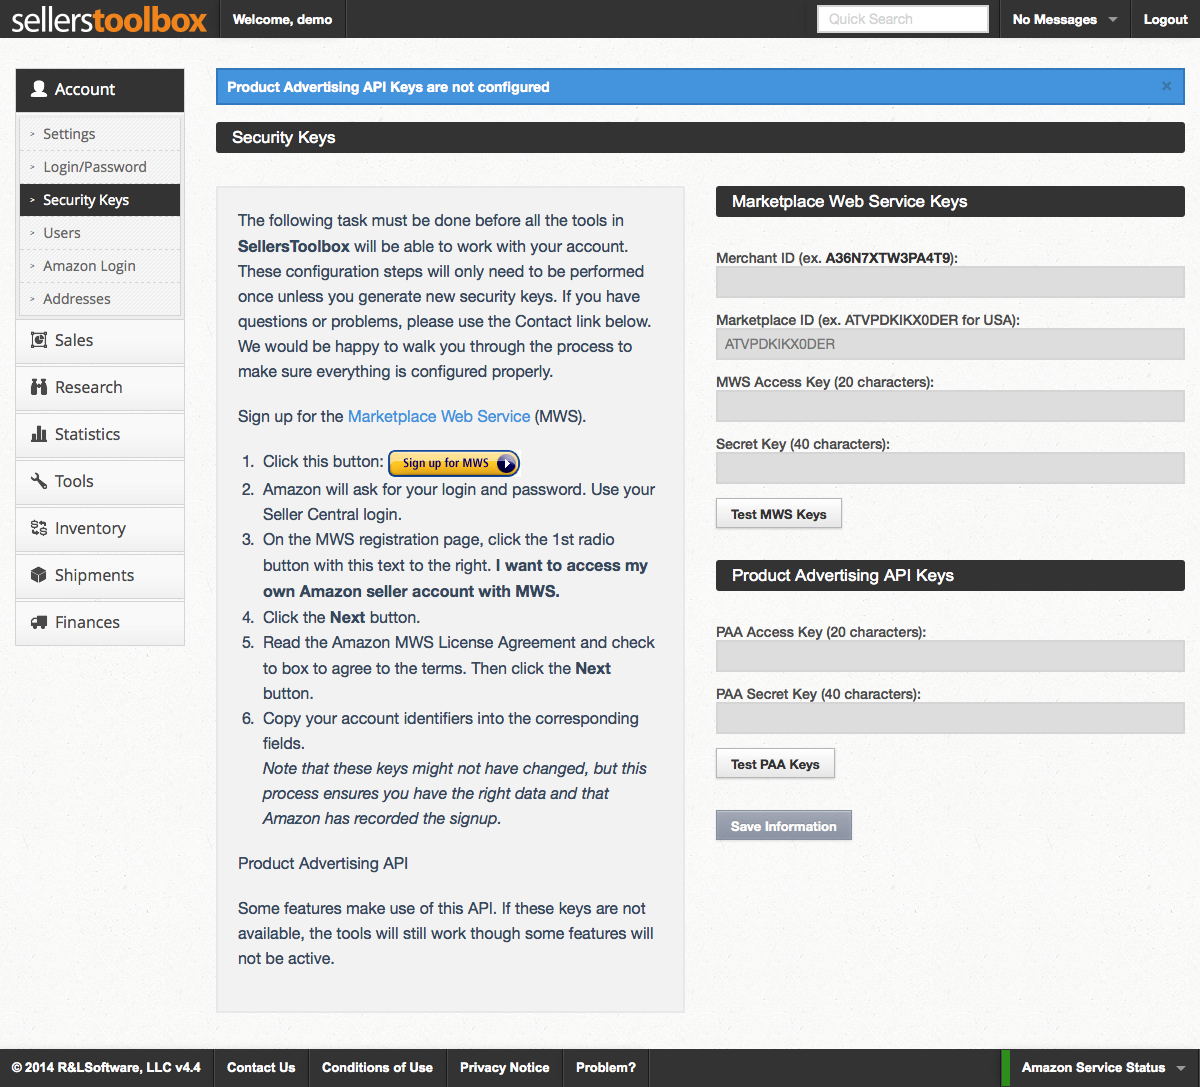 sellerstoolbox
Welcome, demo
Quick Search
No Messages
Logout
Account
> Settings
> Login/Password
> Security Keys
> Users
> Amazon Login
> Addresses
Sales
Research
Statistics
Tools
Inventory
Shipments
Finances
Product Advertising API Keys are not configured
×
Security Keys
The following task must be done before all the tools in
SellersToolbox will be able to work with your account.
These configuration steps will only need to be performed
once unless you generate new security keys. If you have
questions or problems, please use the Contact link below.
We would be happy to walk you through the process to
make sure everything is configured properly.
Sign up for the Marketplace Web Service (MWS).
1. Click this button: Sign up for MWS
2. Amazon will ask for your login and password. Use your
Seller Central login.
3. On the MWS registration page, click the 1st radio
button with this text to the right. I want to access my
own Amazon seller account with MWS.
4. Click the Next button.
5. Read the Amazon MWS License Agreement and check
to box to agree to the terms. Then click the Next
button.
6. Copy your account identifiers into the corresponding
fields.
Note that these keys might not have changed, but this
process ensures you have the right data and that
Amazon has recorded the signup.
Product Advertising API
Some features make use of this API. If these keys are not
available, the tools will still work though some features will
not be active.
Marketplace Web Service Keys
Merchant ID (ex. A36N7XTW3PA4T9):
Marketplace ID (ex. ATVPDKIKX0DER for USA):
ATVPDKIKX0DER
MWS Access Key (20 characters):
Secret Key (40 characters):
Test MWS Keys
Product Advertising API Keys
PAA Access Key (20 characters):
PAA Secret Key (40 characters):
Test PAA Keys
Save Information
© 2014 R&LSoftware, LLC v4.4
Contact Us
Conditions of Use
Privacy Notice
Problem?
Amazon Service Status